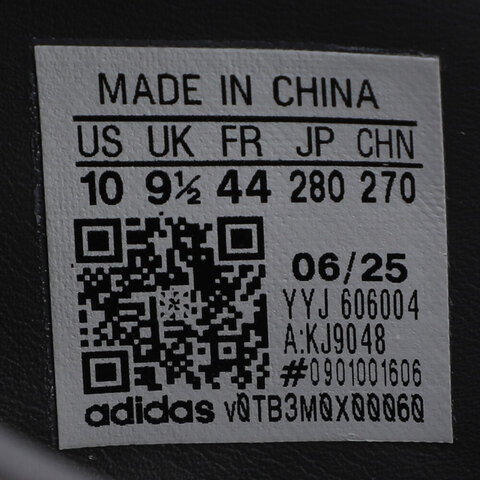 MADE IN CHINA
US UK FR JP CHN
10 9½ 44 280 270
06/25
YYJ 606004
A:KJ9048
#0901001606
adidas v0TB3M0X00060